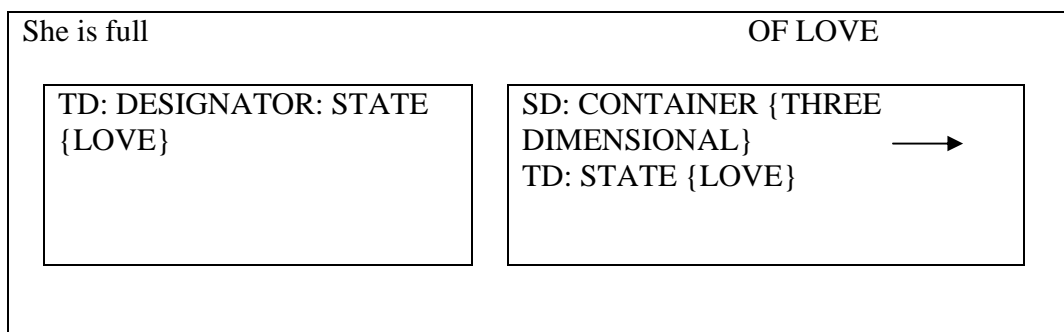 She is full OF LOVE
TD: DESIGNATOR: STATE
{LOVE}
SD: CONTAINER {THREE
DIMENSIONAL}
TD: STATE {LOVE}